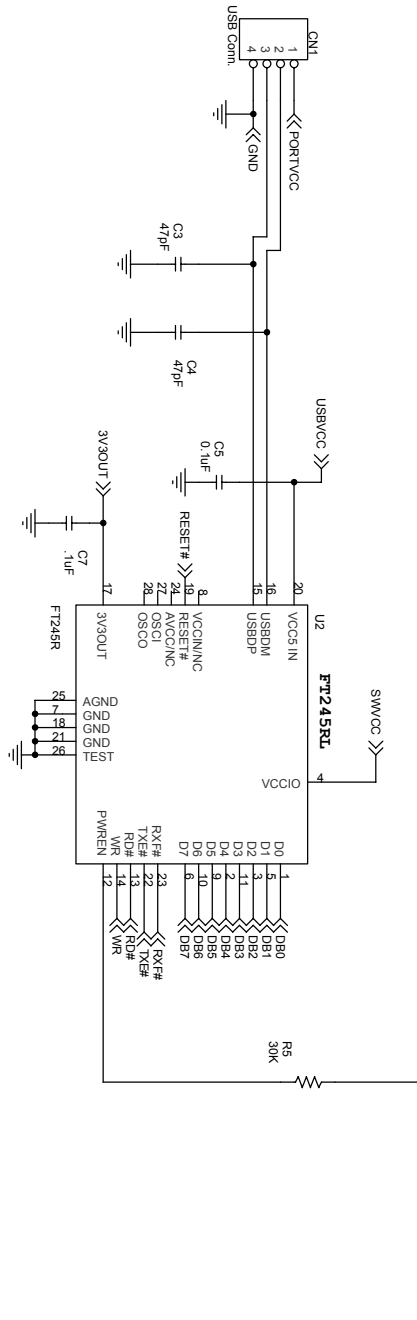 CN1
1
2
3
4
USB Conn.
PORTVCC
GND
C3
47pF
C4
47pF
USBVCC
C5
0.1uF
3V3OUT
C7
.1uF
RESET#
U2
FT245RL
SWVCC
4
VCCIO
20
VCC5 IN
16
USBDM
15
USBDP
8
VCCIN/NC
19
RESET#
24
AVCC/NC
27
OSCI
28
OSCO
17
3V3OUT
FT245R
25
AGND
7
GND
18
GND
21
GND
26
TEST
D0
1
DB0
D1
5
DB1
D2
3
DB2
D3
11
DB3
D4
2
DB4
D5
9
DB5
D6
10
DB6
D7
6
DB7
RXF#
23
RXF#
TXE#
22
TXE#
RD#
13
RD#
WR
14
WR
PWREN
12
R5
30K